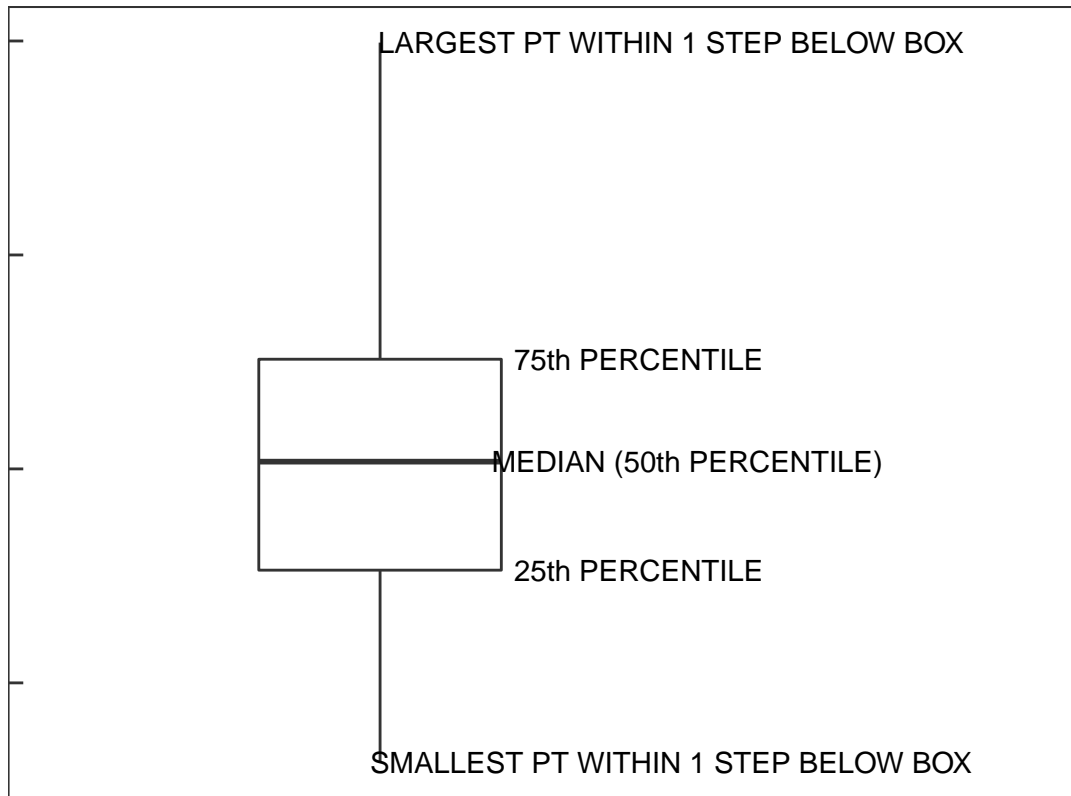 LARGEST PT WITHIN 1 STEP BELOW BOX
75th PERCENTILE
MEDIAN (50th PERCENTILE)
25th PERCENTILE
SMALLEST PT WITHIN 1 STEP BELOW BOX